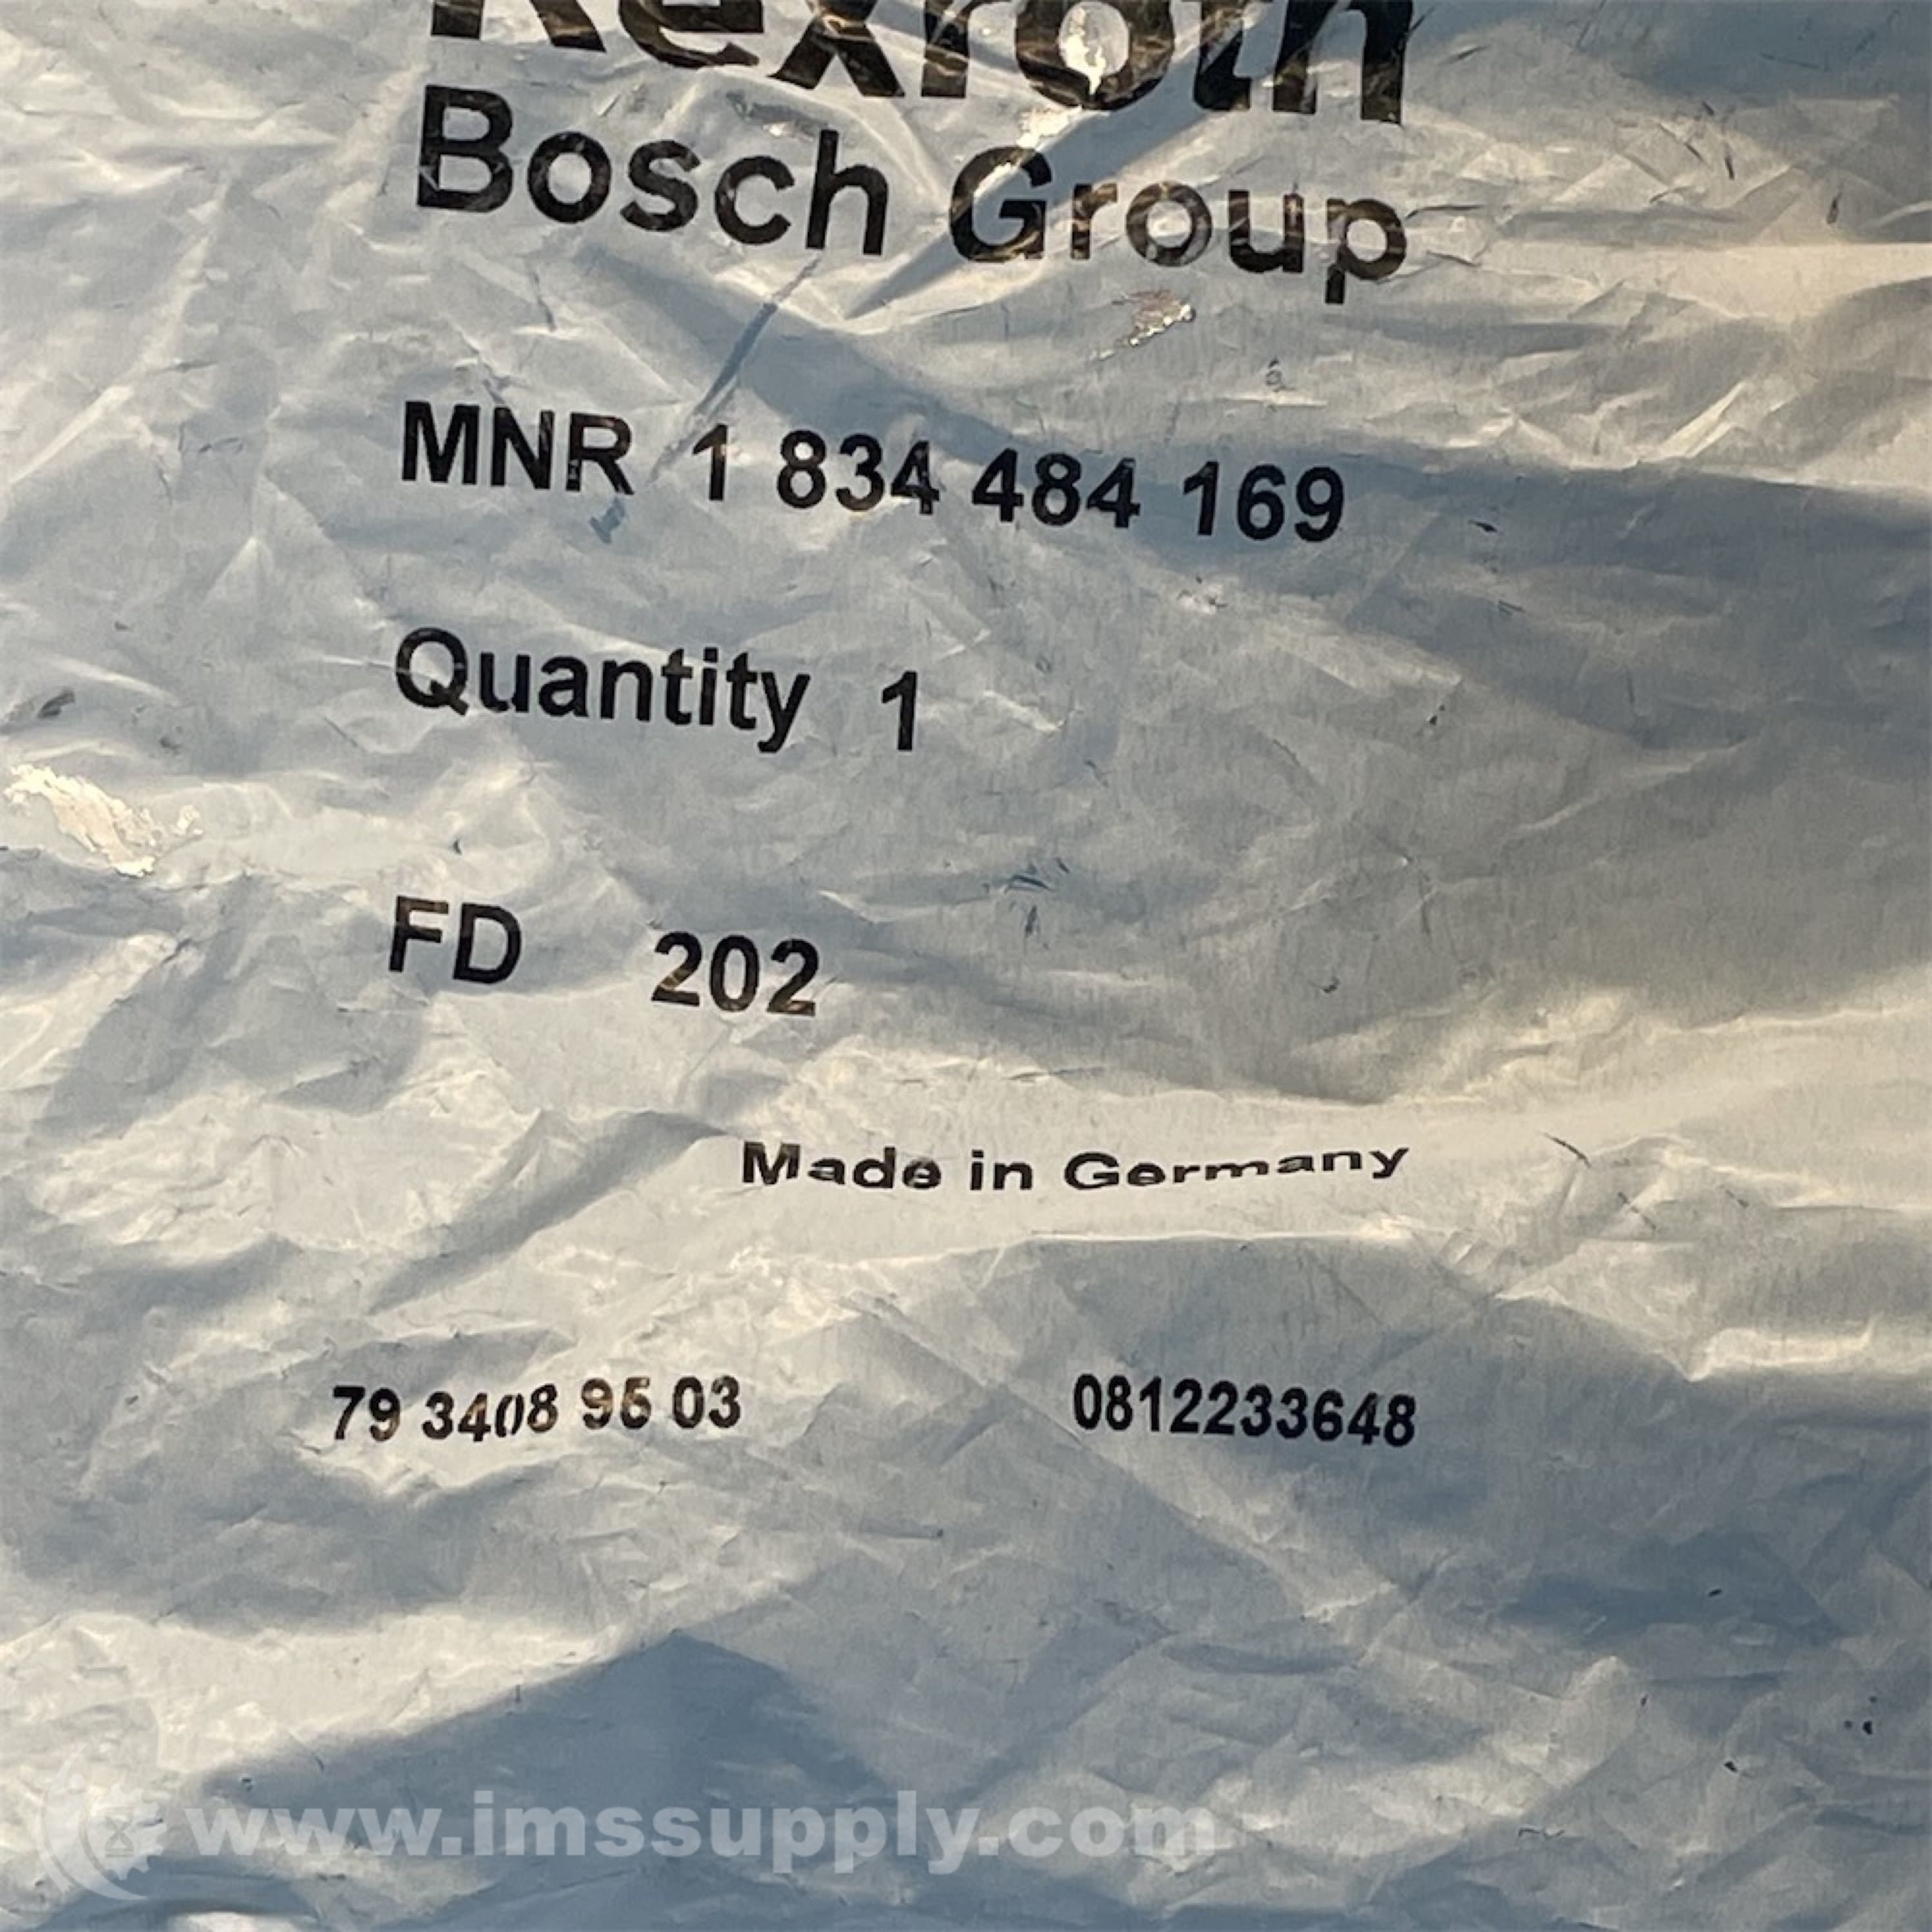 Rexroth
Bosch Group
MNR 1 834 484 169
Quantity 1
FD 202
Made in Germany
79 3408 95 03 0812233648
www.imssupply.com